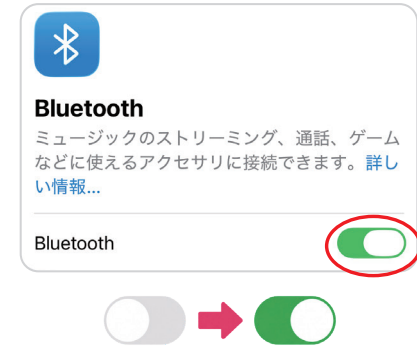 Bluetooth
ミュージックのストリーミング、通話、ゲーム
などに使えるアクセサリに接続できます。詳し
い情報...
Bluetooth